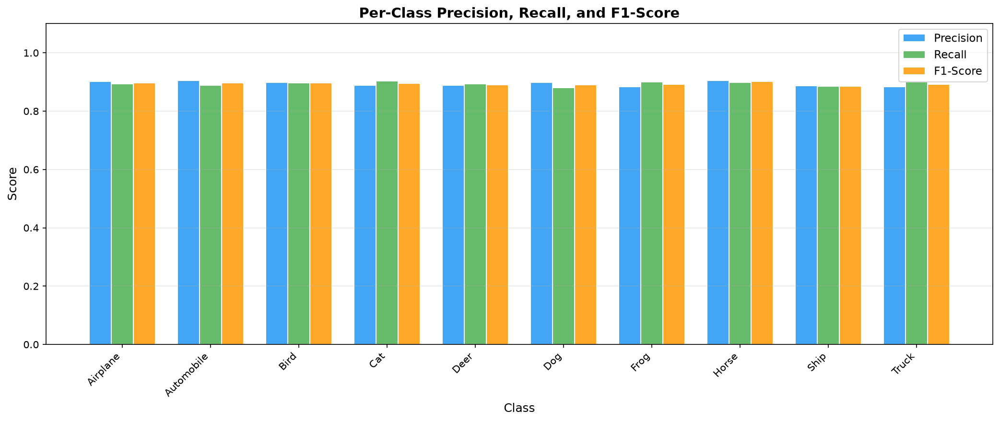 Per-Class Precision, Recall, and F1-Score
Precision
Recall
F1-Score
Score
1.0
0.8
0.6
0.4
0.2
0.0
Airplane
Automobile
Bird
Cat
Deer
Dog
Frog
Horse
Ship
Truck
Class